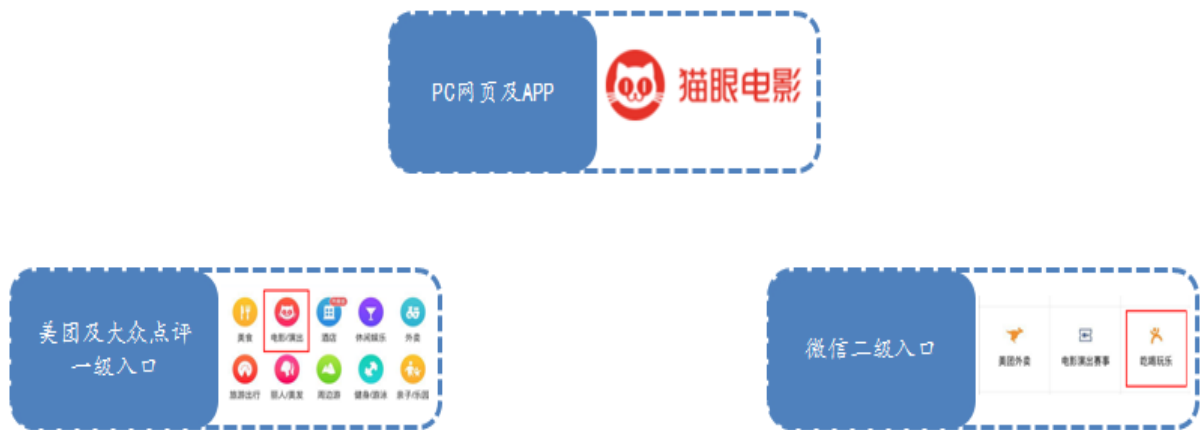 PC网页及APP
猫眼电影
美团及大众点评
一级入口
美食
电影/演出
酒店
休闲娱乐
外卖
旅游出行
丽人/美发
周边游
健身/游泳
亲子/乐园
微信二级入口
美团外卖
电影演出赛事
吃喝玩乐